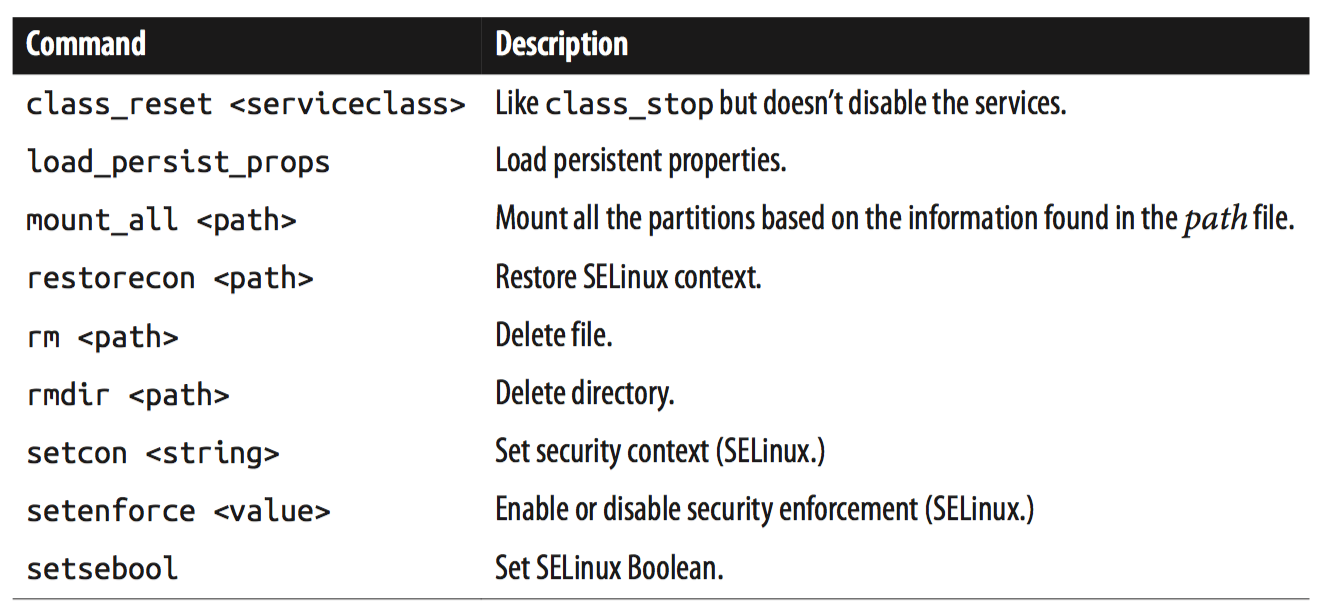 Command Description
class_reset <serviceclass> Like class_stop but doesn’t disable the services.
load_persist_props Load persistent properties.
mount_all <path> Mount all the partitions based on the information found in the path file.
restorecon <path> Restore SELinux context.
rm <path> Delete file.
rmdir <path> Delete directory.
setcon <string> Set security context (SELinux.)
setenforce <value> Enable or disable security enforcement (SELinux.)
setsebool Set SELinux Boolean.